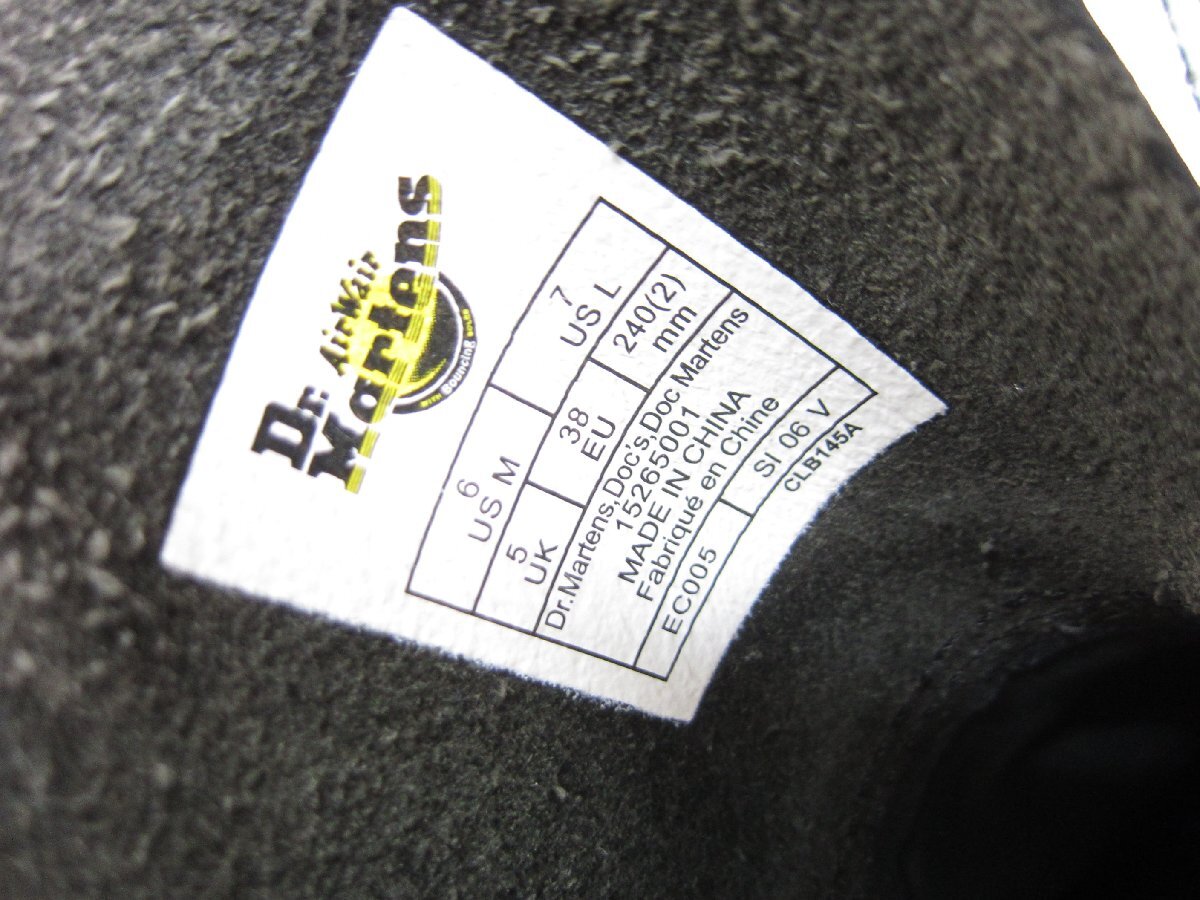 Dr. AirWair
Martens
WITH Bouncing SOLES
6 7
US M US L
5 38 240(2)
UK EU mm
Dr.Martens,Doc's,Doc Martens
15265001
MADE IN CHINA
Fabriqué en Chine
EC005 SI 06 V
CLB145A